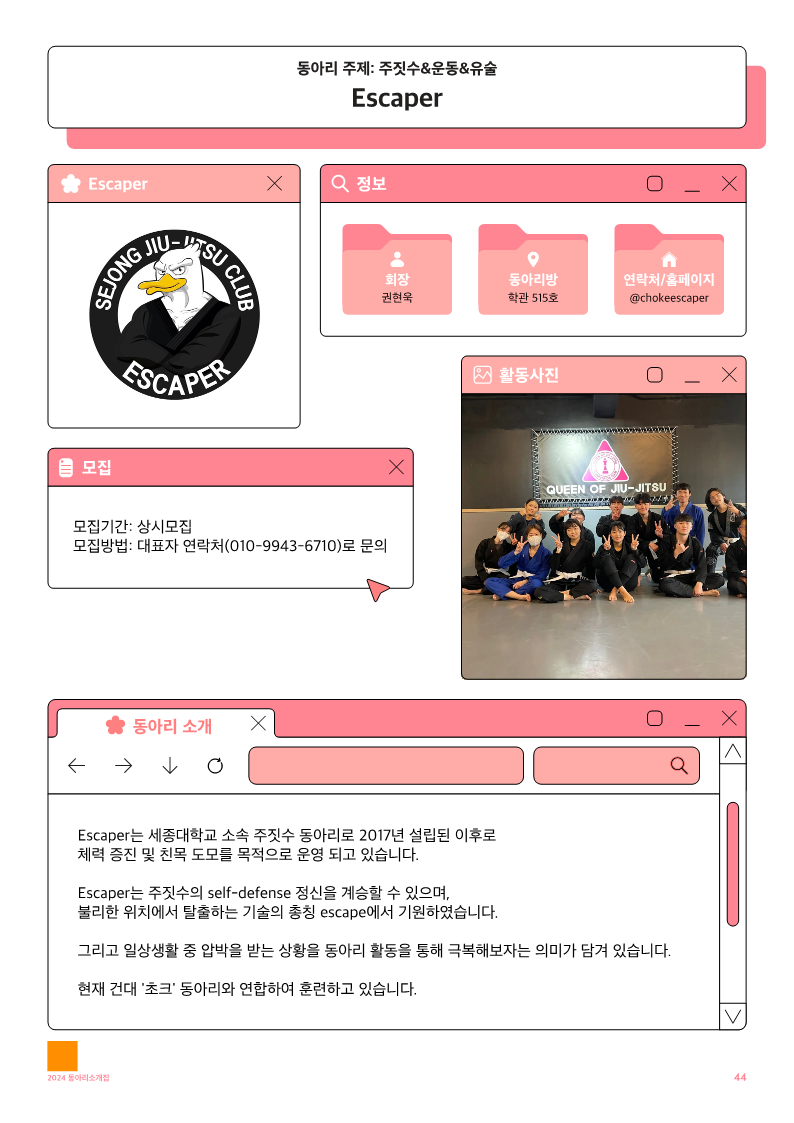 동아리 주제: 주짓수&운동&유술
Escaper
Escaper
SEJONG JIU-JITSU CLUB
ESCAPER
정보
회장
권현욱
동아리방
학관 515호
연락처/홈페이지
@chokeescaper
활동사진
QUEEN OF JIU-JITSU
모집
모집기간: 상시모집
모집방법: 대표자 연락처(010-9943-6710)로 문의
동아리 소개
Escaper는 세종대학교 소속 주짓수 동아리로 2017년 설립된 이후로
체력 증진 및 친목 도모를 목적으로 운영 되고 있습니다.
Escaper는 주짓수의 self-defense 정신을 계승할 수 있으며,
불리한 위치에서 탈출하는 기술의 총칭 escape에서 기원하였습니다.
그리고 일상생활 중 압박을 받는 상황을 동아리 활동을 통해 극복해보자는 의미가 담겨 있습니다.
현재 건대 '초크' 동아리와 연합하여 훈련하고 있습니다.
2024 동아리소개집
44